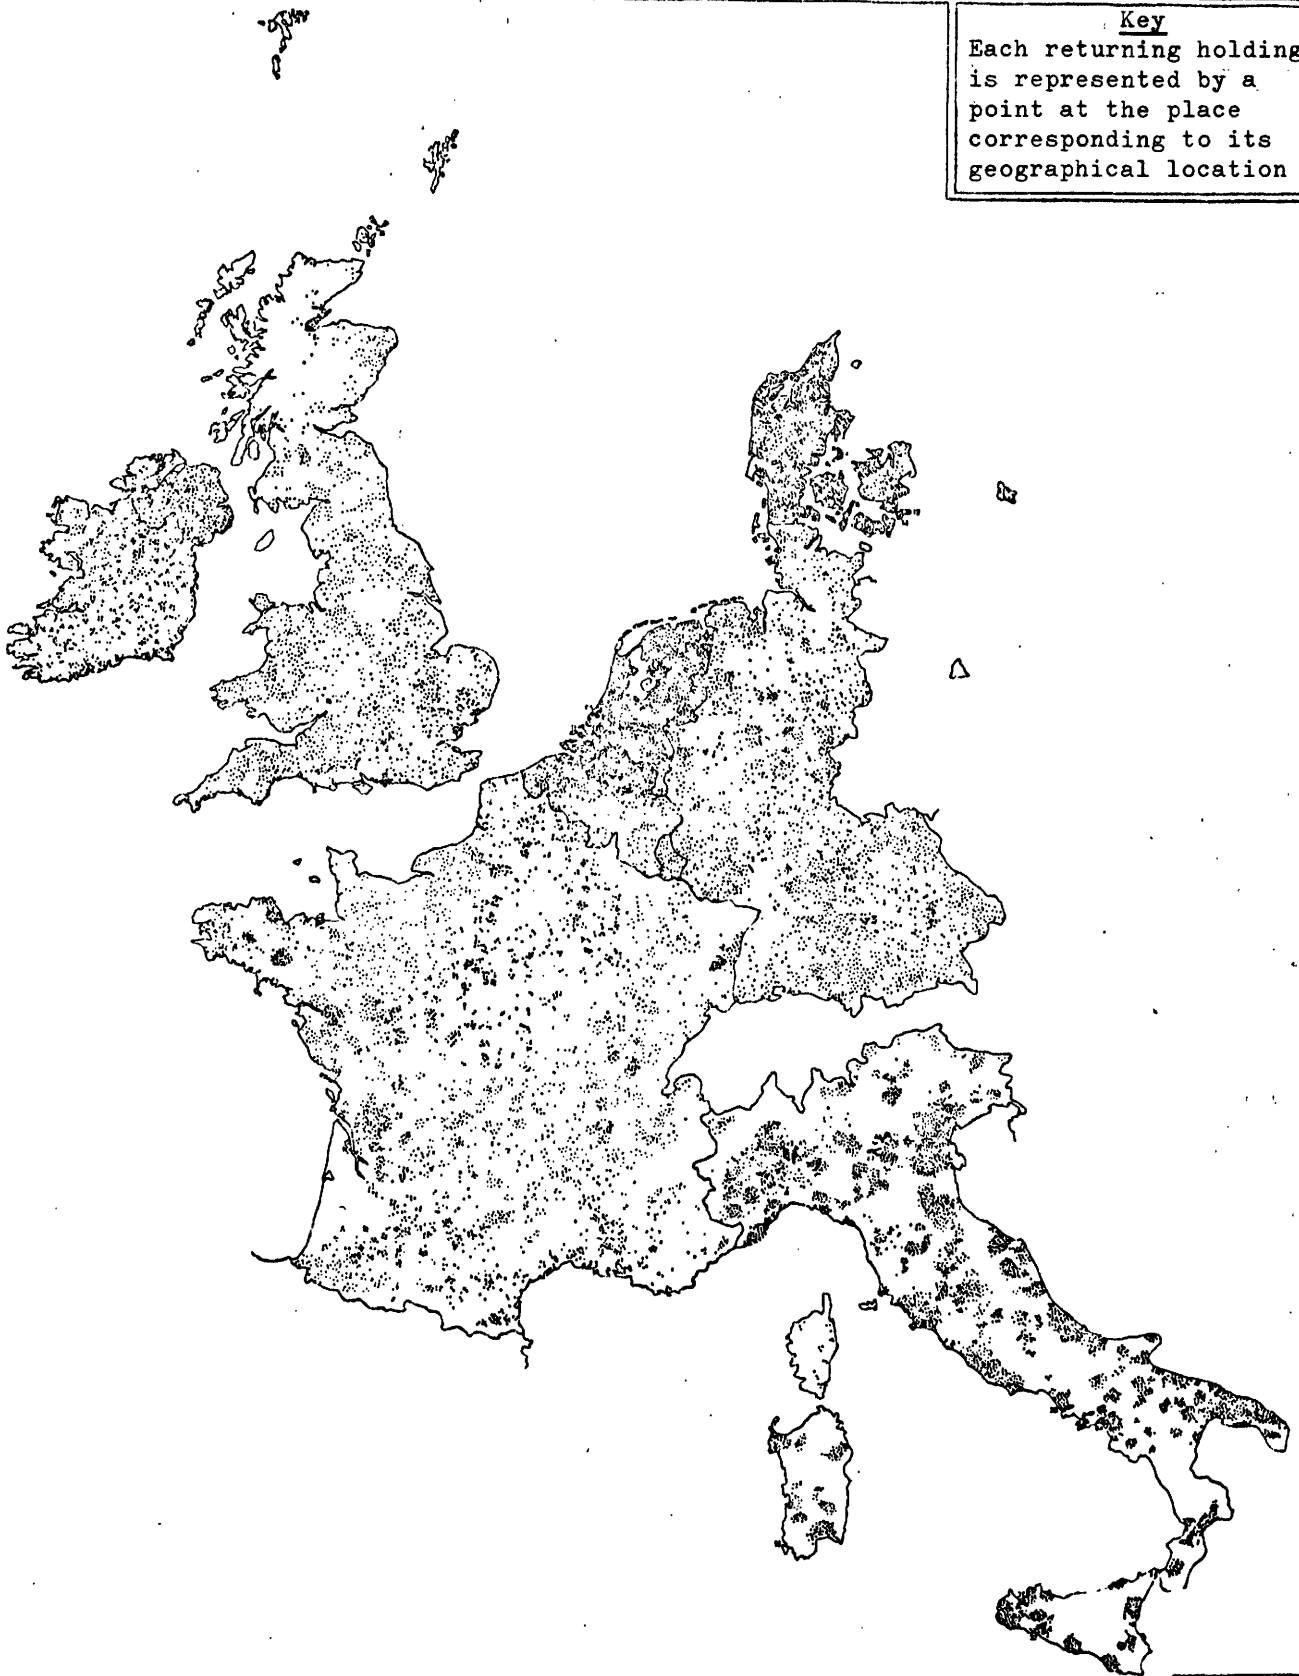 Key
Each returning holding
is represented by a
point at the place
corresponding to its
geographical location